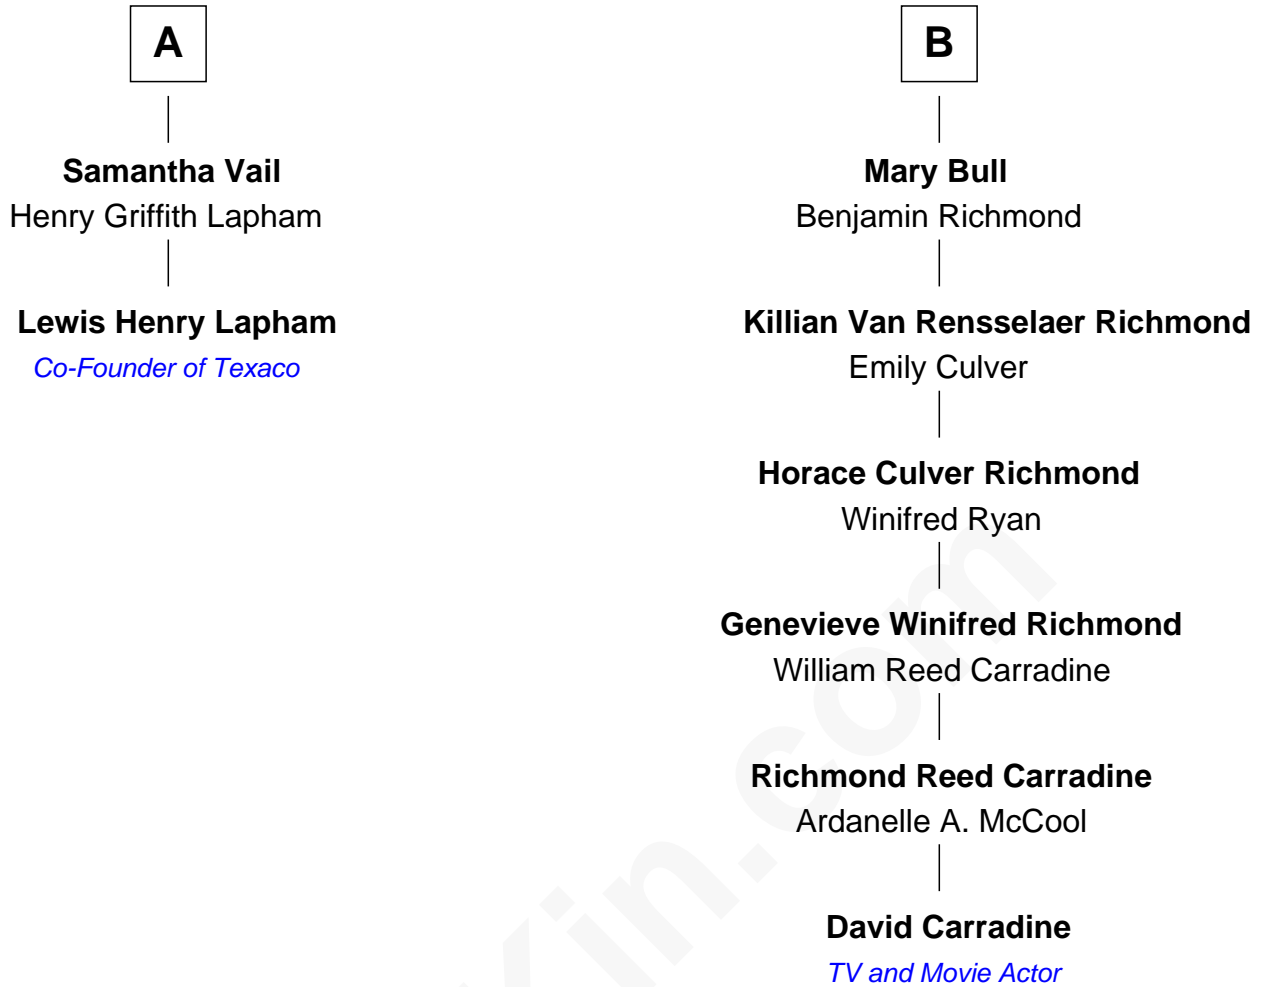 A
Samantha Vail
Henry Griffith Lapham
Lewis Henry Lapham
Co-Founder of Texaco
B
Mary Bull
Benjamin Richmond
Killian Van Rensselaer Richmond
Emily Culver
Horace Culver Richmond
Winifred Ryan
Genevieve Winifred Richmond
William Reed Carradine
Richmond Reed Carradine
Ardanelle A. McCool
David Carradine
TV and Movie Actor
Kin.com